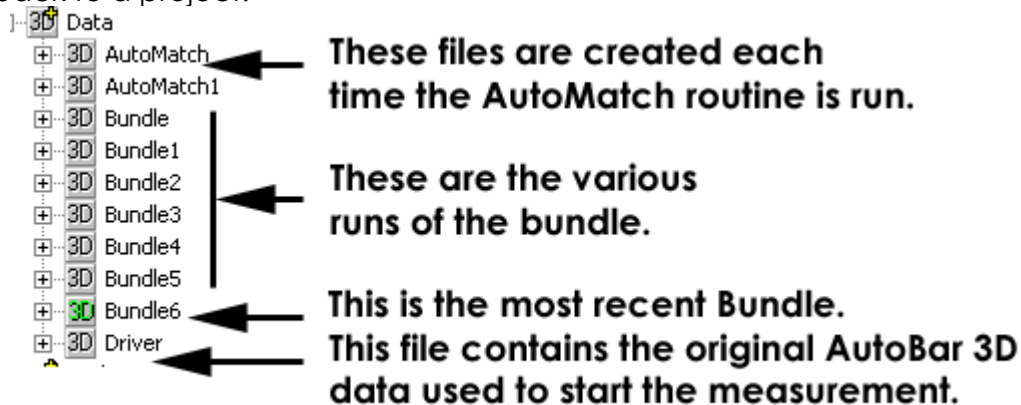 back to a project.
3D Data
3D AutoMatch
These files are created each
time the AutoMatch routine is run.
3D AutoMatch1
3D Bundle
3D Bundle1
3D Bundle2
3D Bundle3
3D Bundle4
3D Bundle5
These are the various
runs of the bundle.
3D Bundle6
This is the most recent Bundle.
3D Driver
This file contains the original AutoBar 3D
data used to start the measurement.